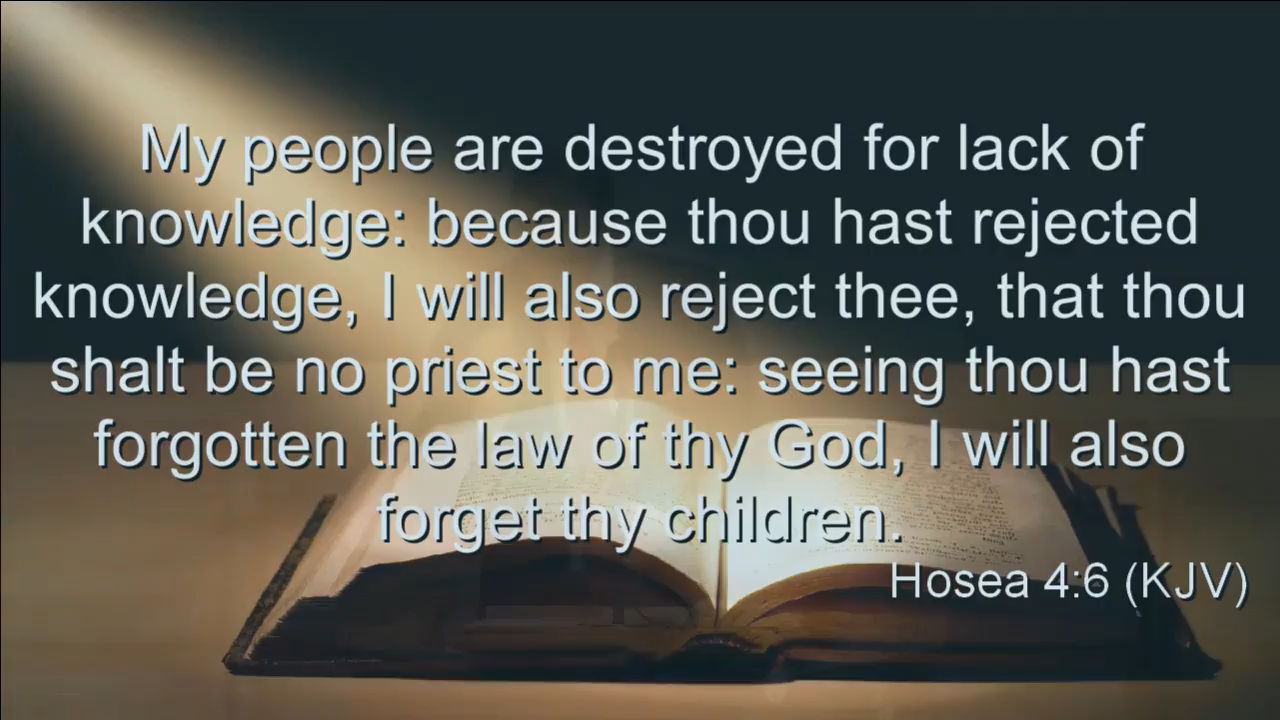 My people are destroyed for lack of
knowledge: because thou hast rejected
knowledge, I will also reject thee, that thou
shalt be no priest to me: seeing thou hast
forgotten the law of thy God, I will also
forget thy children.
Hosea 4:6 (KJV)